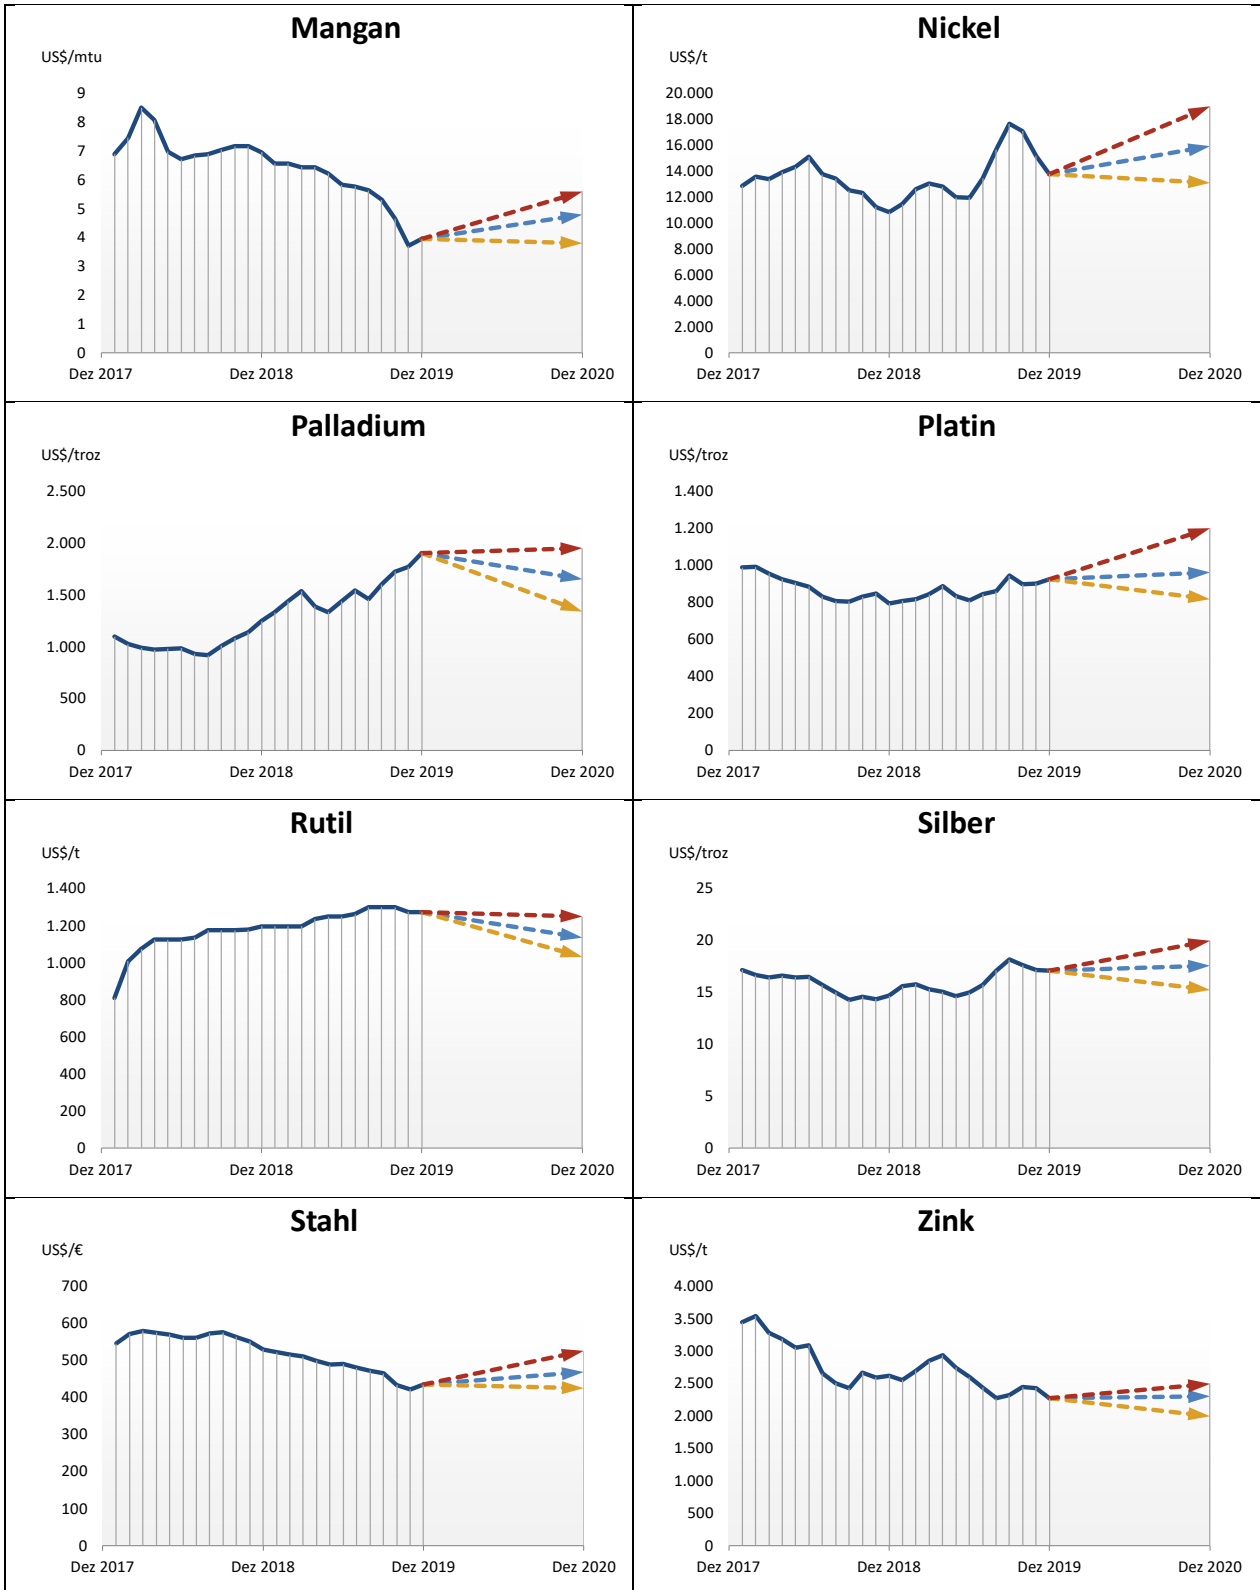 Mangan
US$/mtu
9
8
7
6
5
4
3
2
1
0
Dez 2017 Dez 2018 Dez 2019 Dez 2020
Nickel
US$/t
20.000
18.000
16.000
14.000
12.000
10.000
8.000
6.000
4.000
2.000
0
Dez 2017 Dez 2018 Dez 2019 Dez 2020
Palladium
US$/troz
2.500
2.000
1.500
1.000
500
0
Dez 2017 Dez 2018 Dez 2019 Dez 2020
Platin
US$/troz
1.400
1.200
1.000
800
600
400
200
0
Dez 2017 Dez 2018 Dez 2019 Dez 2020
Rutil
US$/t
1.400
1.200
1.000
800
600
400
200
0
Dez 2017 Dez 2018 Dez 2019 Dez 2020
Silber
US$/troz
25
20
15
10
5
0
Dez 2017 Dez 2018 Dez 2019 Dez 2020
Stahl
US$/€
700
600
500
400
300
200
100
0
Dez 2017 Dez 2018 Dez 2019 Dez 2020
Zink
US$/t
4.000
3.500
3.000
2.500
2.000
1.500
1.000
500
0
Dez 2017 Dez 2018 Dez 2019 Dez 2020